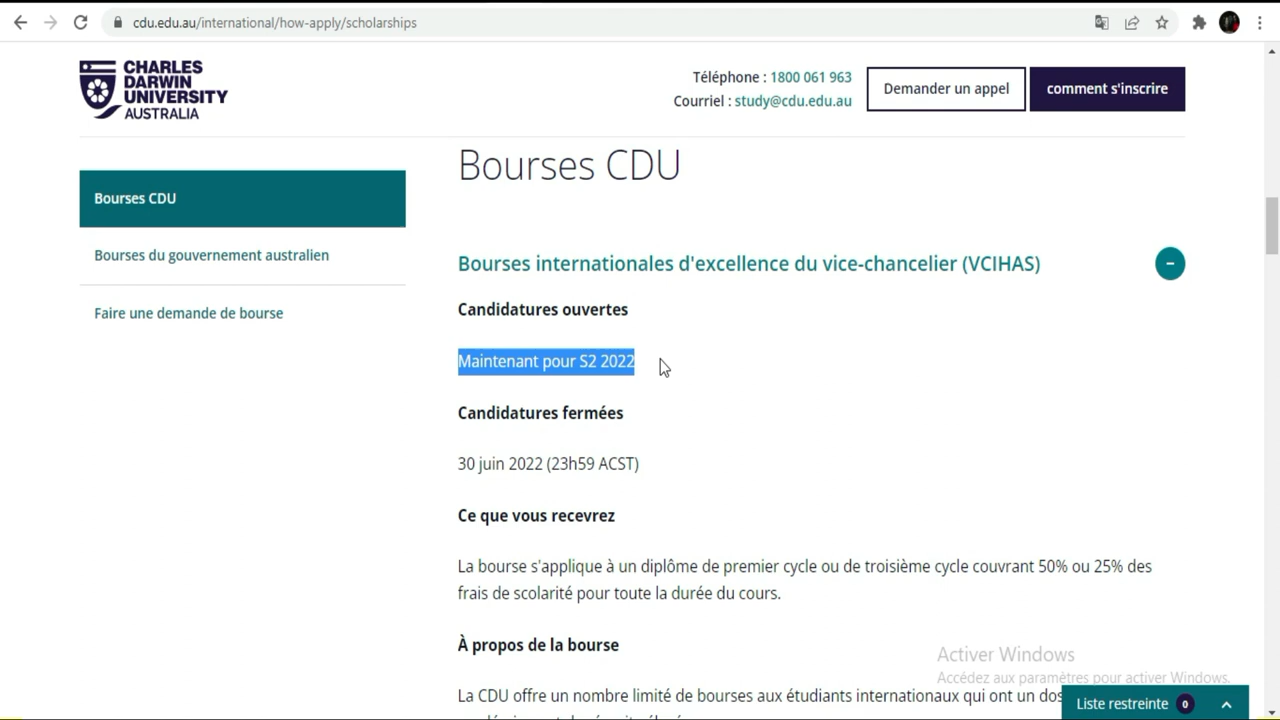 cdu.edu.au/international/how-apply/scholarships
CHARLES
DARWIN
UNIVERSITY
AUSTRALIA
Téléphone : 1800 061 963
Courriel : study@cdu.edu.au
Demander un appel
comment s'inscrire
Bourses CDU
Bourses du gouvernement australien
Faire une demande de bourse
Bourses CDU
Bourses internationales d'excellence du vice-chancelier (VCIHAS)
Candidatures ouvertes
Maintenant pour S2 2022
Candidatures fermées
30 juin 2022 (23h59 ACST)
Ce que vous recevrez
La bourse s'applique à un diplôme de premier cycle ou de troisième cycle couvrant 50% ou 25% des
frais de scolarité pour toute la durée du cours.
À propos de la bourse
La CDU offre un nombre limité de bourses aux étudiants internationaux qui ont un
Activer Windows
Accédez aux paramètres pour activer Windows.
Liste restreinte 0